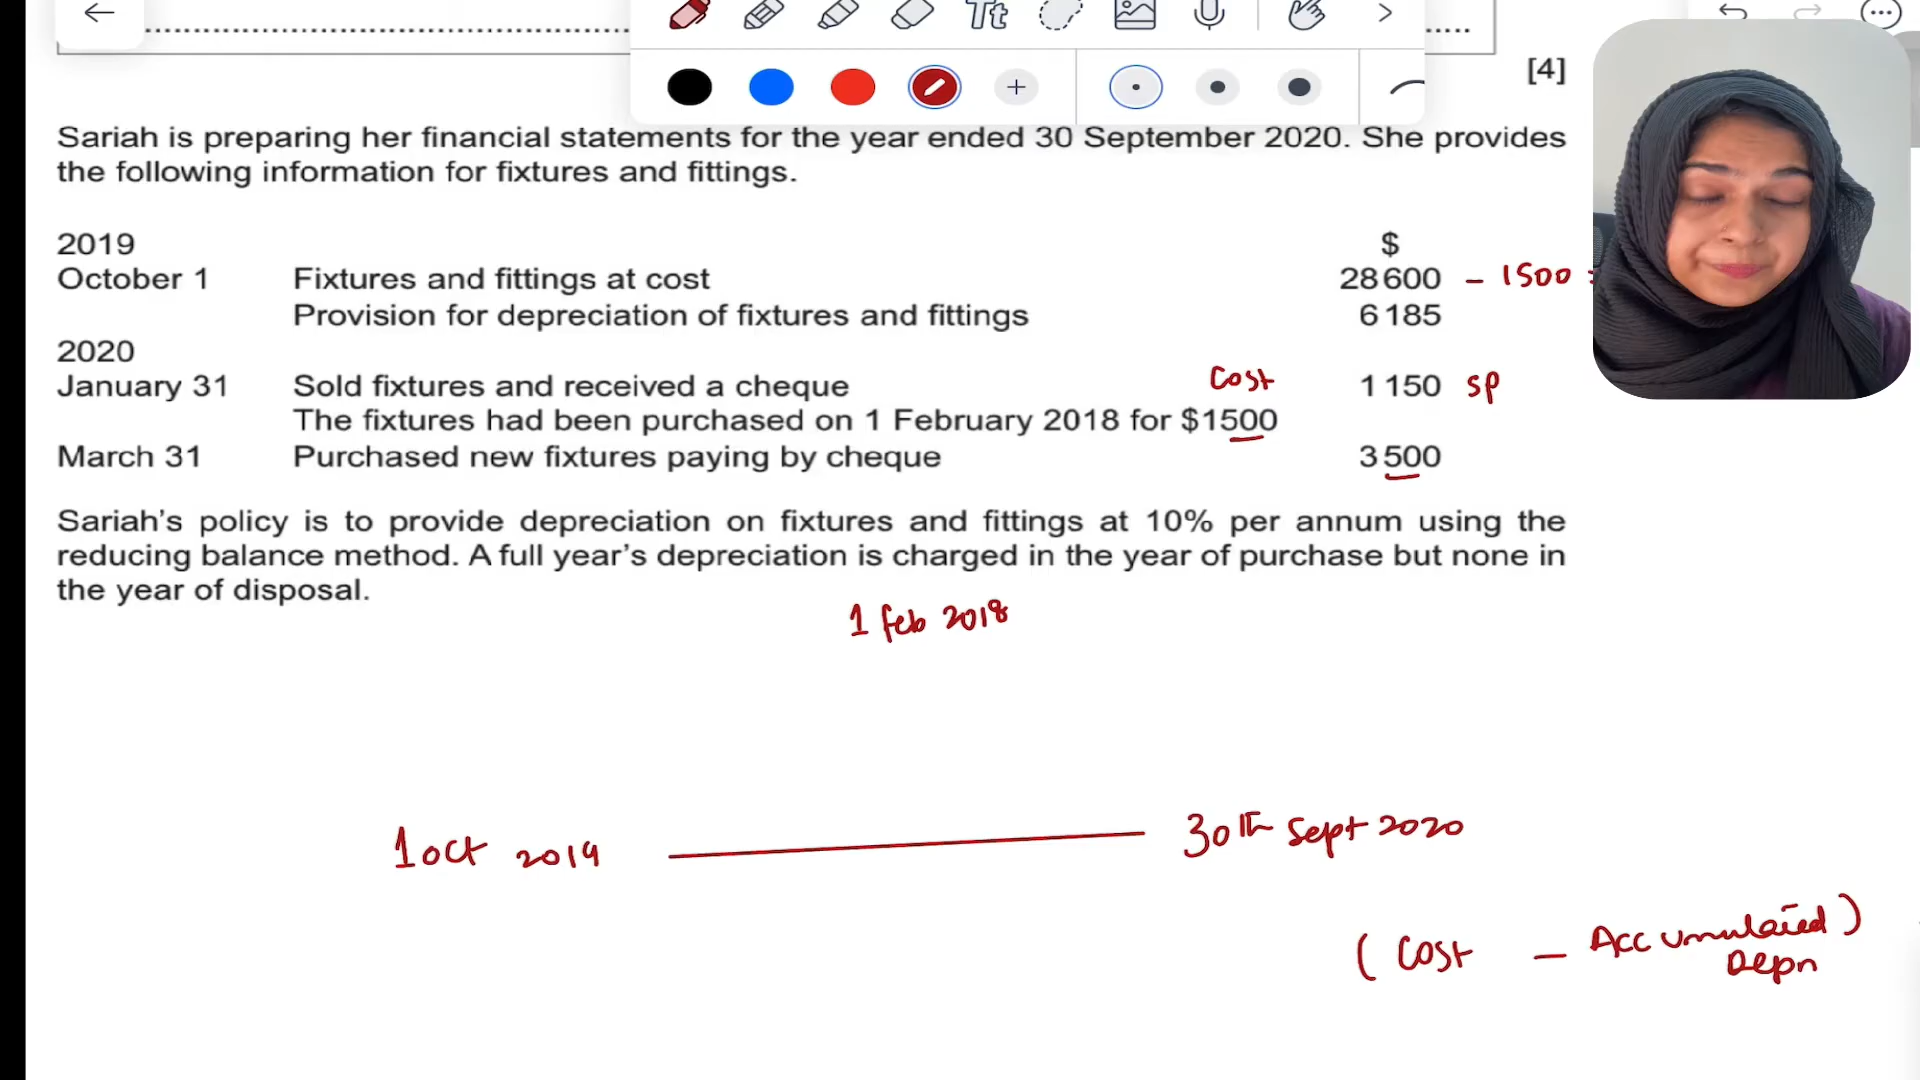 [4]
Sariah is preparing her financial statements for the year ended 30 September 2020. She provides
the following information for fixtures and fittings.
2019 $
October 1 Fixtures and fittings at cost 28 600 – 1500
Provision for depreciation of fixtures and fittings 6 185
2020
January 31 Sold fixtures and received a cheque Cost 1 150 SP
The fixtures had been purchased on 1 February 2018 for $1500
March 31 Purchased new fixtures paying by cheque 3 500
Sariah's policy is to provide depreciation on fixtures and fittings at 10% per annum using the
reducing balance method. A full year's depreciation is charged in the year of purchase but none in
the year of disposal.
1 feb 2018
1 oct 2019 30th Sept 2020
( Cost – Accumulated )
Depn